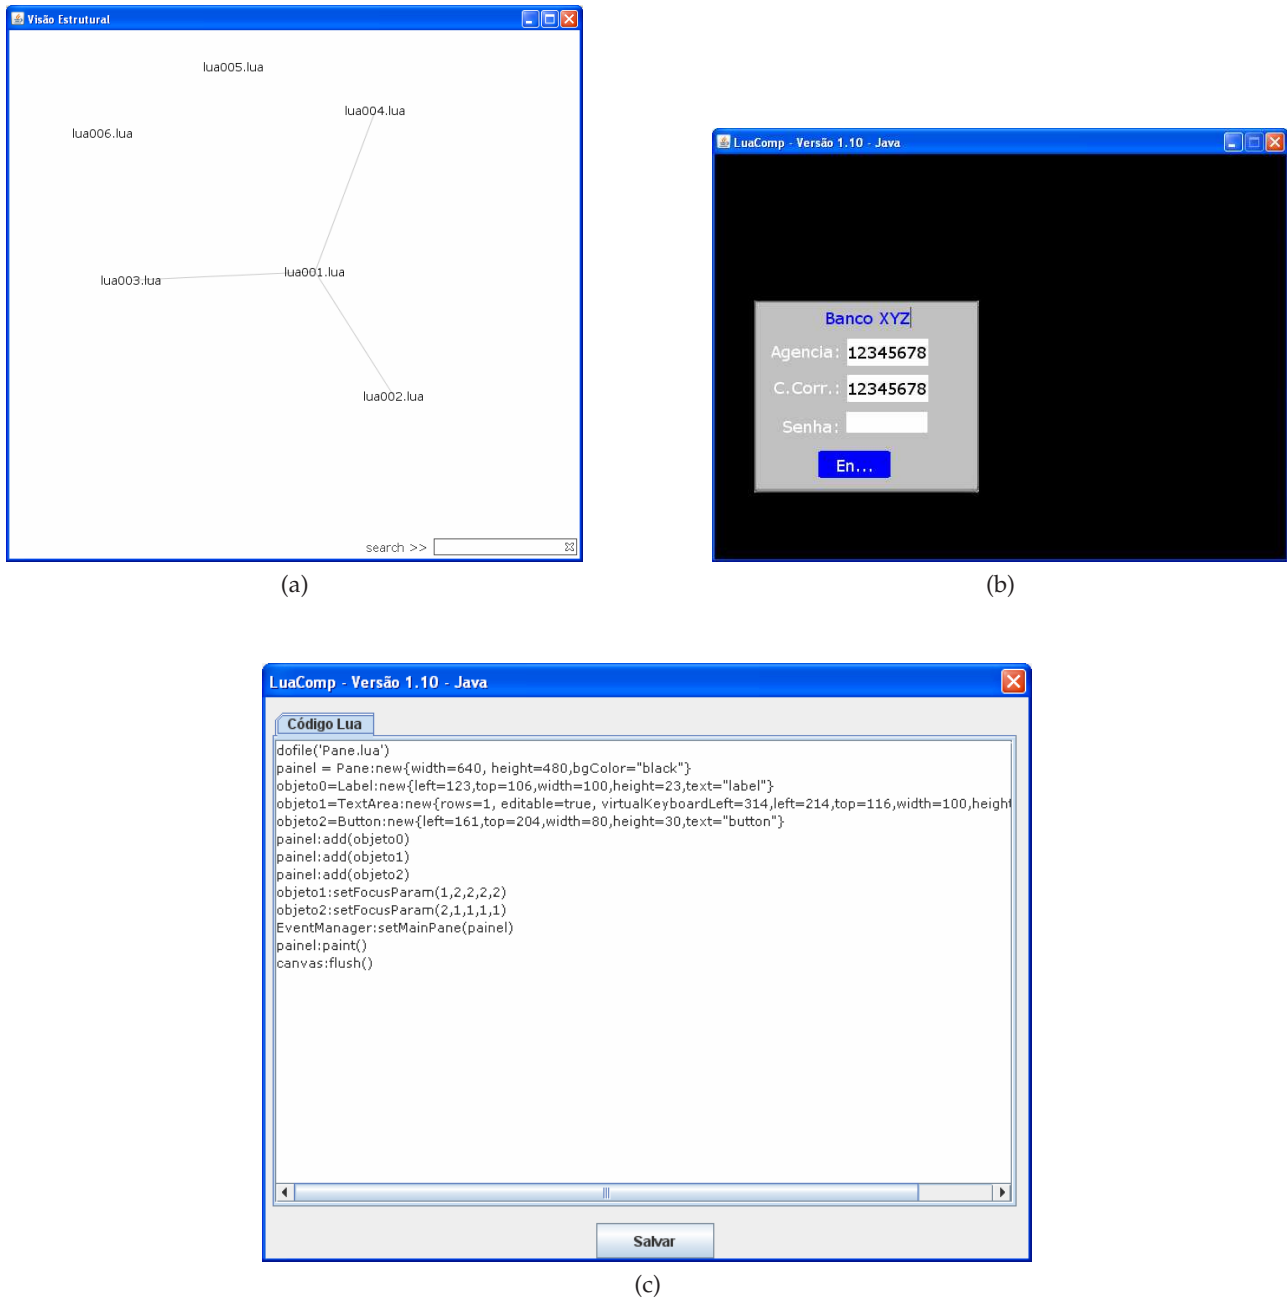 Visão Estrutural
lua005.lua
lua004.lua
lua006.lua
lua003.lua
lua001.lua
lua002.lua
search >>
(a)
LuaComp - Versão 1.10 - Java
Banco XYZ
Agencia: 12345678
C.Corr.: 12345678
Senha:
En...
(b)
LuaComp - Versão 1.10 - Java
Código Lua
dofile('Pane.lua')
painel = Pane:new{width=640, height=480,bgColor="black"}
objeto0=Label:new{left=123,top=106,width=100,height=23,text="label"}
objeto1=TextArea:new{rows=1, editable=true, virtualKeyboardLeft=314,left=214,top=116,width=100,height
objeto2=Button:new{left=161,top=204,width=80,height=30,text="button"}
painel:add(objeto0)
painel:add(objeto1)
painel:add(objeto2)
objeto1:setFocusParam(1,2,2,2,2)
objeto2:setFocusParam(2,1,1,1,1)
EventManager:setMainPane(painel)
painel:paint()
canvas:flush()
Salvar
(c)